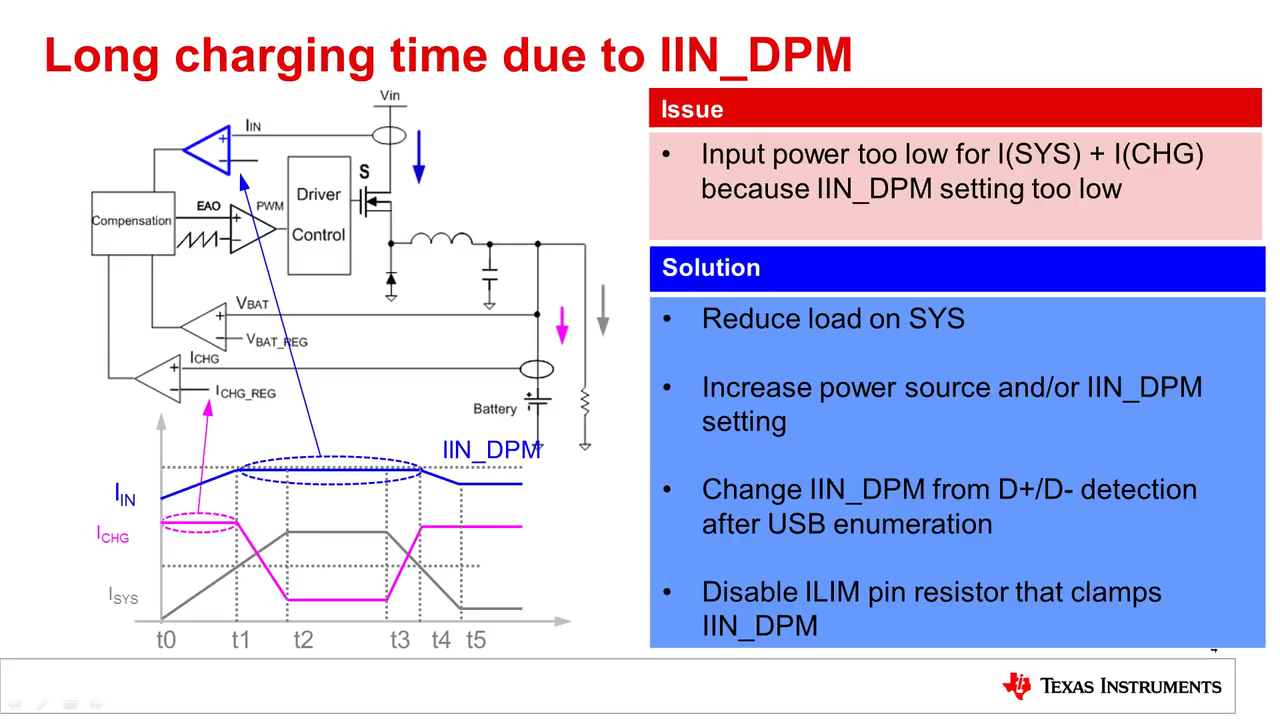 Long charging time due to IIN_DPM
Vin
IIN
+
S
Driver
Control
EAO
PWM
+
Compensation
VBAT
+
VBAT_REG
ICHG
+
ICHG_REG
Battery
+
IIN_DPM
IIN
ICHG
ISYS
t0 t1 t2 t3 t4 t5
Issue
• Input power too low for I(SYS) + I(CHG)
because IIN_DPM setting too low
Solution
• Reduce load on SYS
• Increase power source and/or IIN_DPM
setting
• Change IIN_DPM from D+/D- detection
after USB enumeration
• Disable ILIM pin resistor that clamps
IIN_DPM
4
TEXAS INSTRUMENTS